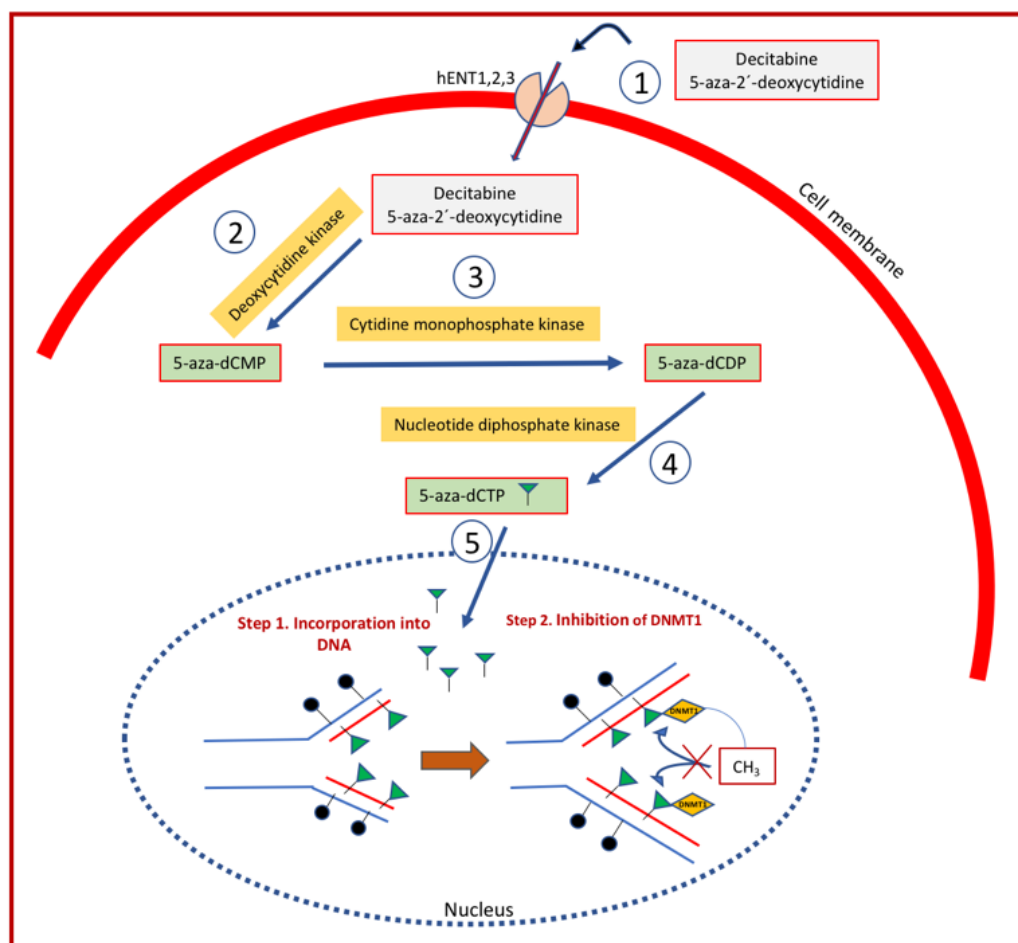 hENT1,2,3
1
Decitabine
5-aza-2´-deoxycytidine
Cell membrane
Decitabine
5-aza-2´-deoxycytidine
2
Deoxycytidine kinase
3
Cytidine monophosphate kinase
5-aza-dCMP
5-aza-dCDP
Nucleotide diphosphate kinase
4
5-aza-dCTP
5
Step 1. Incorporation into
DNA
Step 2. Inhibition of DNMT1
DNMT1
CH₃
DNMT1
Nucleus